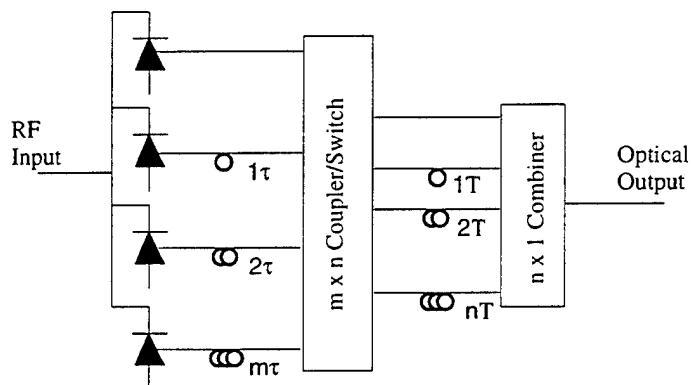 RF
Input
1τ
2τ
mτ
m x n Coupler/Switch
1T
2T
nT
n x 1 Combiner
Optical
Output